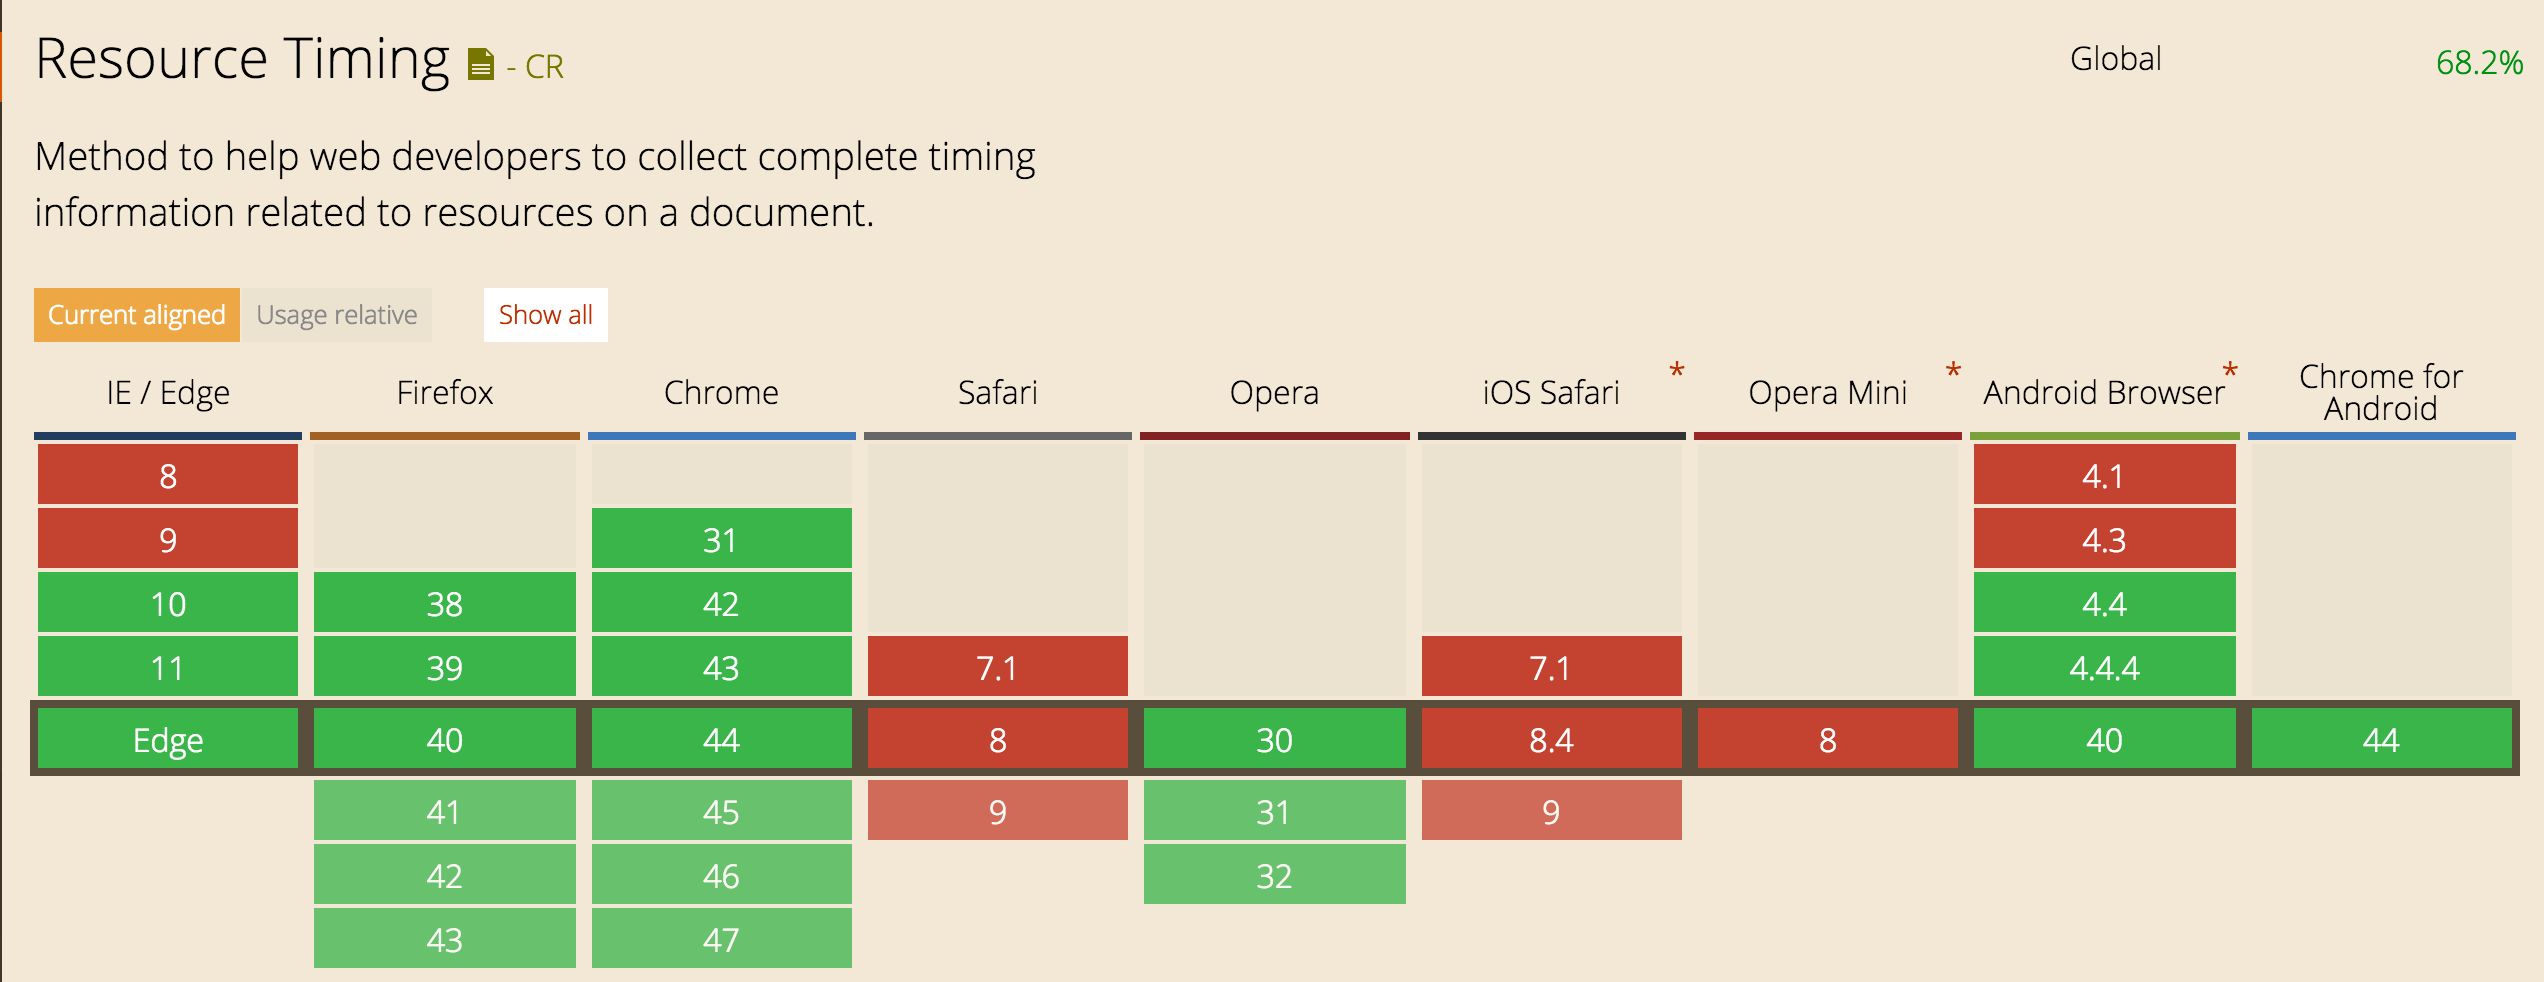 Resource Timing - CR
Global 68.2%
Method to help web developers to collect complete timing
information related to resources on a document.
Current aligned Usage relative Show all
IE / Edge Firefox Chrome Safari Opera iOS Safari * Opera Mini * Android Browser * Chrome for
Android
8 4.1
9 31 4.3
10 38 42 4.4
11 39 43 7.1 7.1 4.4.4
Edge 40 44 8 30 8.4 8 40 44
41 45 9 31 9
42 46 32
43 47